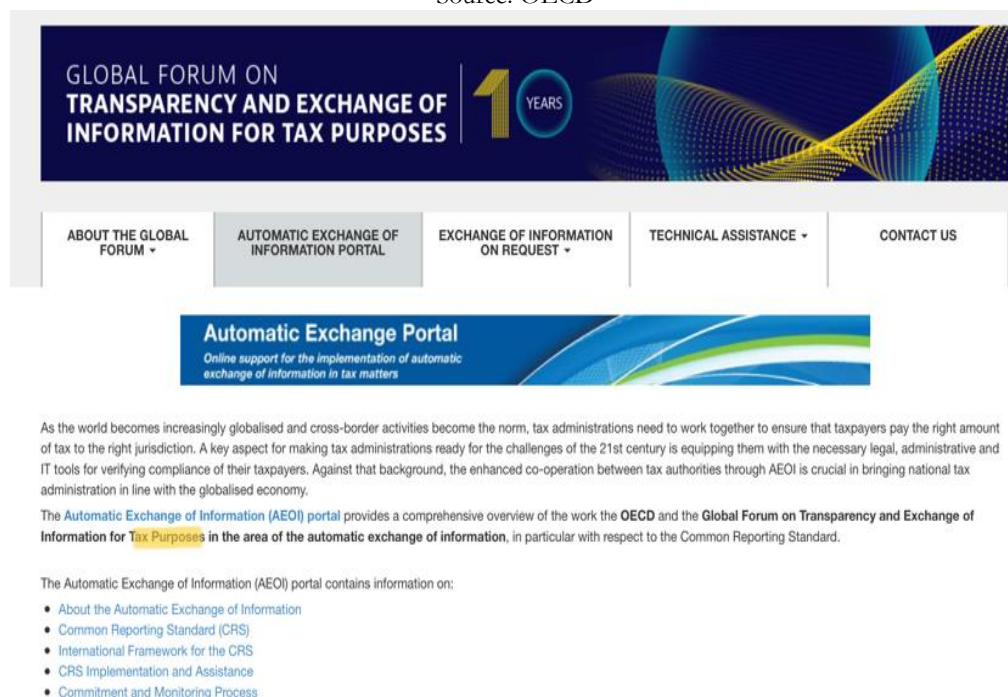 Source: OECD
GLOBAL FORUM ON
TRANSPARENCY AND EXCHANGE OF
INFORMATION FOR TAX PURPOSES
10 YEARS
ABOUT THE GLOBAL
FORUM
AUTOMATIC EXCHANGE OF
INFORMATION PORTAL
EXCHANGE OF INFORMATION
ON REQUEST
TECHNICAL ASSISTANCE
CONTACT US
Automatic Exchange Portal
Online support for the implementation of automatic
exchange of information in tax matters
As the world becomes increasingly globalised and cross-border activities become the norm, tax administrations need to work together to ensure that taxpayers pay the right amount
of tax to the right jurisdiction. A key aspect for making tax administrations ready for the challenges of the 21st century is equipping them with the necessary legal, administrative and
IT tools for verifying compliance of their taxpayers. Against that background, the enhanced co-operation between tax authorities through AEOI is crucial in bringing national tax
administration in line with the globalised economy.
The Automatic Exchange of Information (AEOI) portal provides a comprehensive overview of the work the OECD and the Global Forum on Transparency and Exchange of
Information for Tax Purposes in the area of the automatic exchange of information, in particular with respect to the Common Reporting Standard.
The Automatic Exchange of Information (AEOI) portal contains information on:
• About the Automatic Exchange of Information
• Common Reporting Standard (CRS)
• International Framework for the CRS
• CRS Implementation and Assistance
• Commitment and Monitoring Process